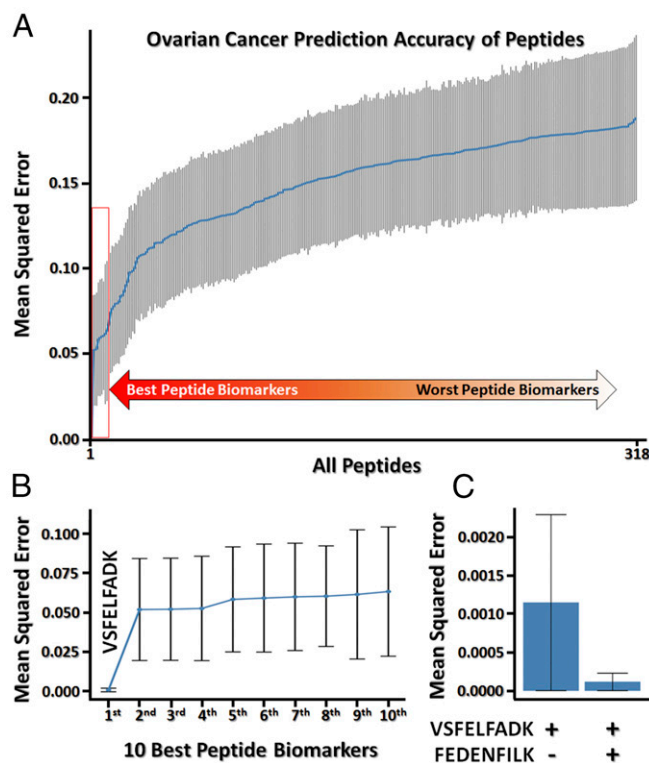 A
Ovarian Cancer Prediction Accuracy of Peptides
Mean Squared Error
0.20
0.15
0.10
0.05
0.00
Best Peptide Biomarkers
Worst Peptide Biomarkers
1
318
All Peptides
B
Mean Squared Error
0.100
0.075
0.050
0.025
0.000
VSFELFADK
1st 2nd 3rd 4th 5th 6th 7th 8th 9th 10th
10 Best Peptide Biomarkers
C
Mean Squared Error
0.0020
0.0015
0.0010
0.0005
0.0000
VSFELFADK + +
FEDENFILK - +